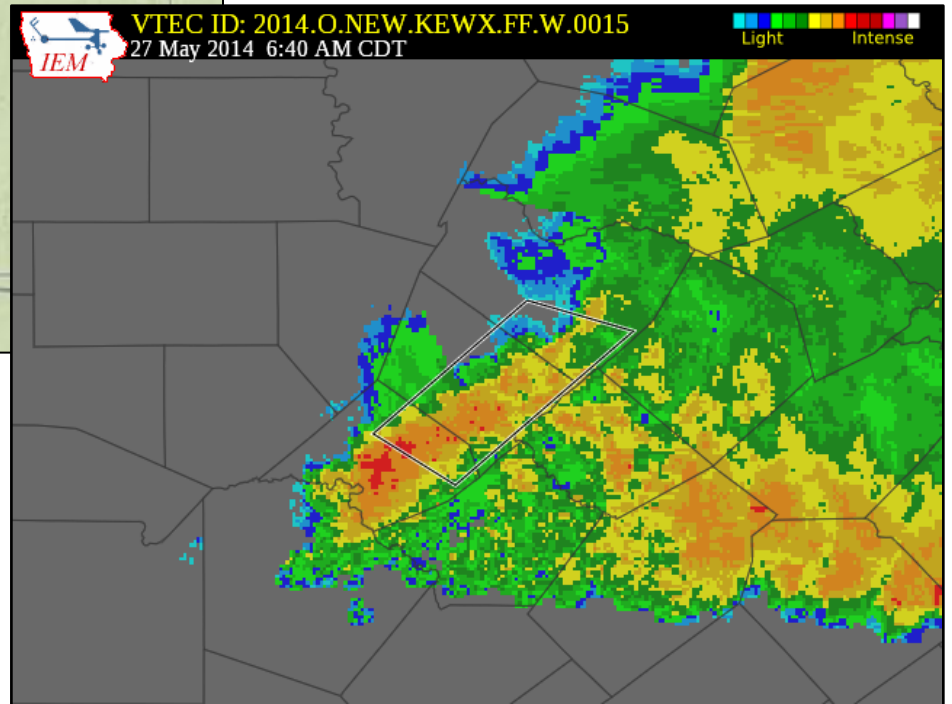 IEM
VTEC ID: 2014.O.NEW.KEWX.FF.W.0015
27 May 2014 6:40 AM CDT
Light Intense